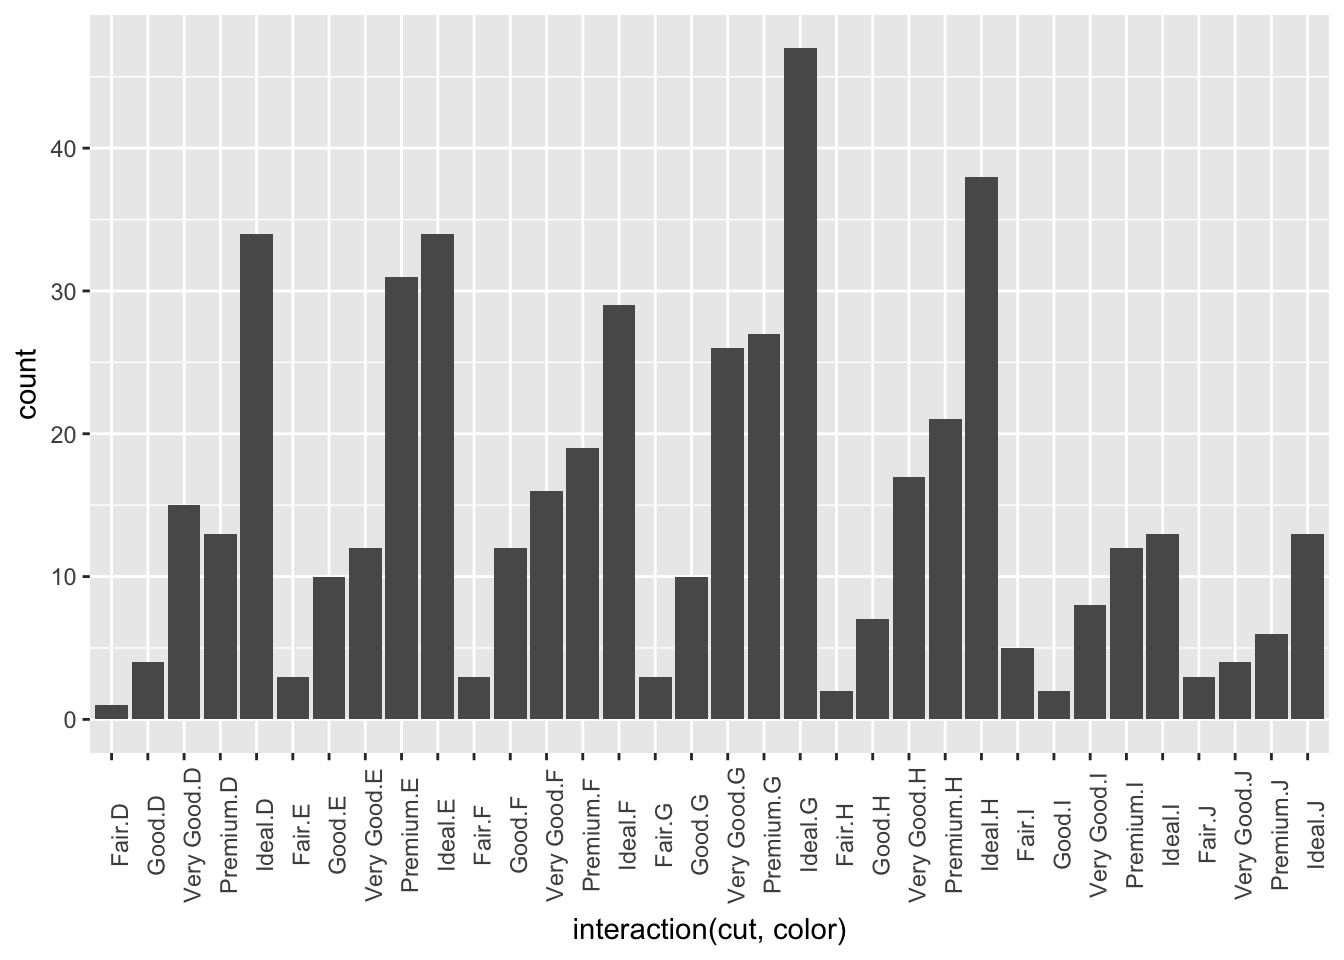 count
40
30
20
10
0
Fair.D
Good.D
Very Good.D
Premium.D
Ideal.D
Fair.E
Good.E
Very Good.E
Premium.E
Ideal.E
Fair.F
Good.F
Very Good.F
Premium.F
Ideal.F
Fair.G
Good.G
Very Good.G
Premium.G
Ideal.G
Fair.H
Good.H
Very Good.H
Premium.H
Ideal.H
Fair.I
Good.I
Very Good.I
Premium.I
Ideal.I
Fair.J
Very Good.J
Premium.J
Ideal.J
interaction(cut, color)